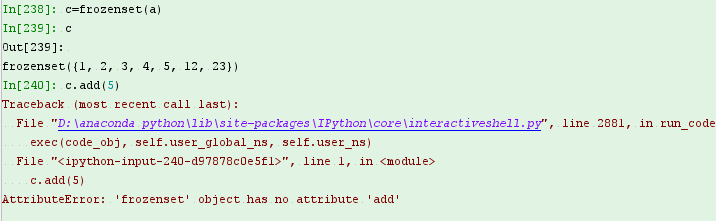 In[238]: c=frozenset(a)
In[239]: c
Out[239]:
frozenset({1, 2, 3, 4, 5, 12, 23})
In[240]: c.add(5)
Traceback (most recent call last):
  File "D:\anaconda python\lib\site-packages\IPython\core\interactiveshell.py", line 2881, in run_code
    exec(code_obj, self.user_global_ns, self.user_ns)
  File "<ipython-input-240-d97878c0e5f1>", line 1, in <module>
    c.add(5)
AttributeError: 'frozenset' object has no attribute 'add'